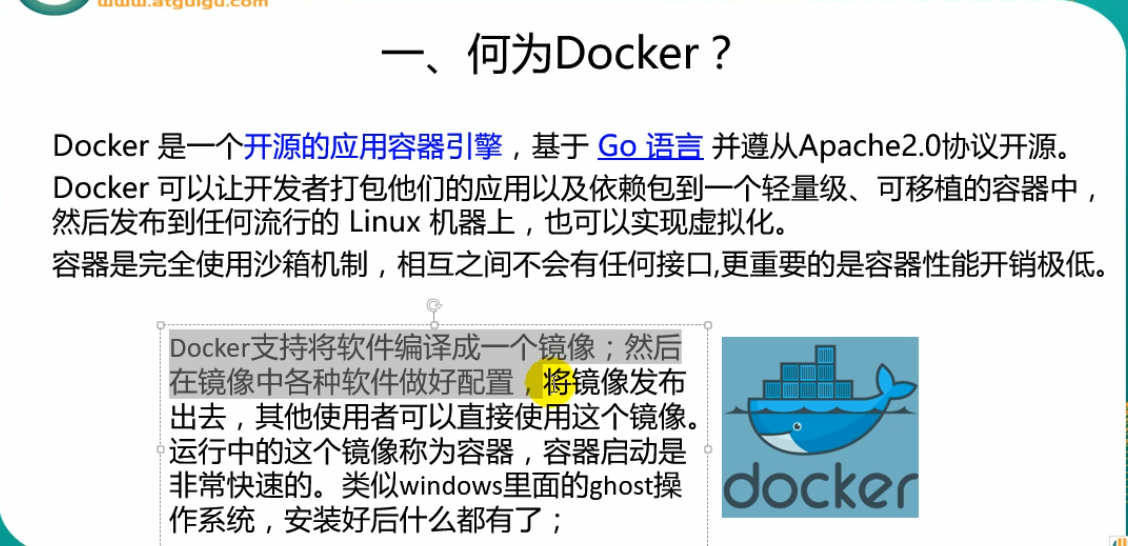 www.atguigu.com
一、何为Docker？
Docker 是一个开源的应用容器引擎，基于 Go 语言 并遵从Apache2.0协议开源。
Docker 可以让开发者打包他们的应用以及依赖包到一个轻量级、可移植的容器中，
然后发布到任何流行的 Linux 机器上，也可以实现虚拟化。
容器是完全使用沙箱机制，相互之间不会有任何接口,更重要的是容器性能开销极低。
Docker支持将软件编译成一个镜像；然后
在镜像中各种软件做好配置，将镜像发布
出去，其他使用者可以直接使用这个镜像。
运行中的这个镜像称为容器，容器启动是
非常快速的。类似windows里面的ghost操
作系统，安装好后什么都有了；
docker